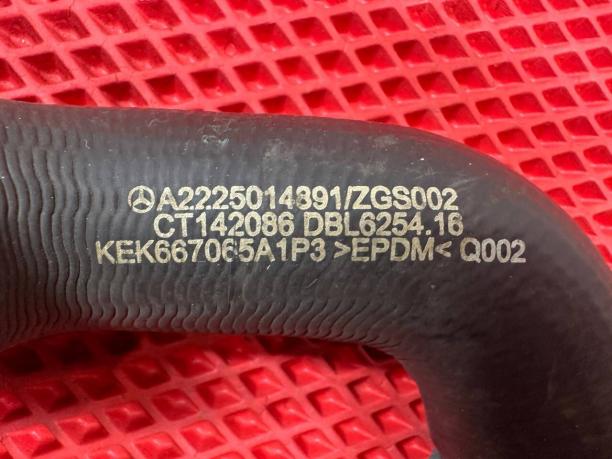 A2225014891/ZGS002
CT142086 DBL6254.16
KEK667065A1P3 >EPDM< Q002